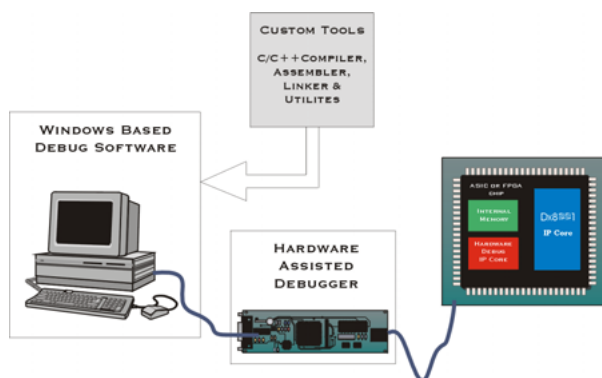 CUSTOM TOOLS
C/C++COMPILER,
ASSEMBLER,
LINKER &
UTILITES
WINDOWS BASED
DEBUG SOFTWARE
HARDWARE
ASSISTED
DEBUGGER
ASIC OR FPGA
CHIP
INTERNAL
MEMORY
HARDWARE
DEBUG
IP CORE
IP Core